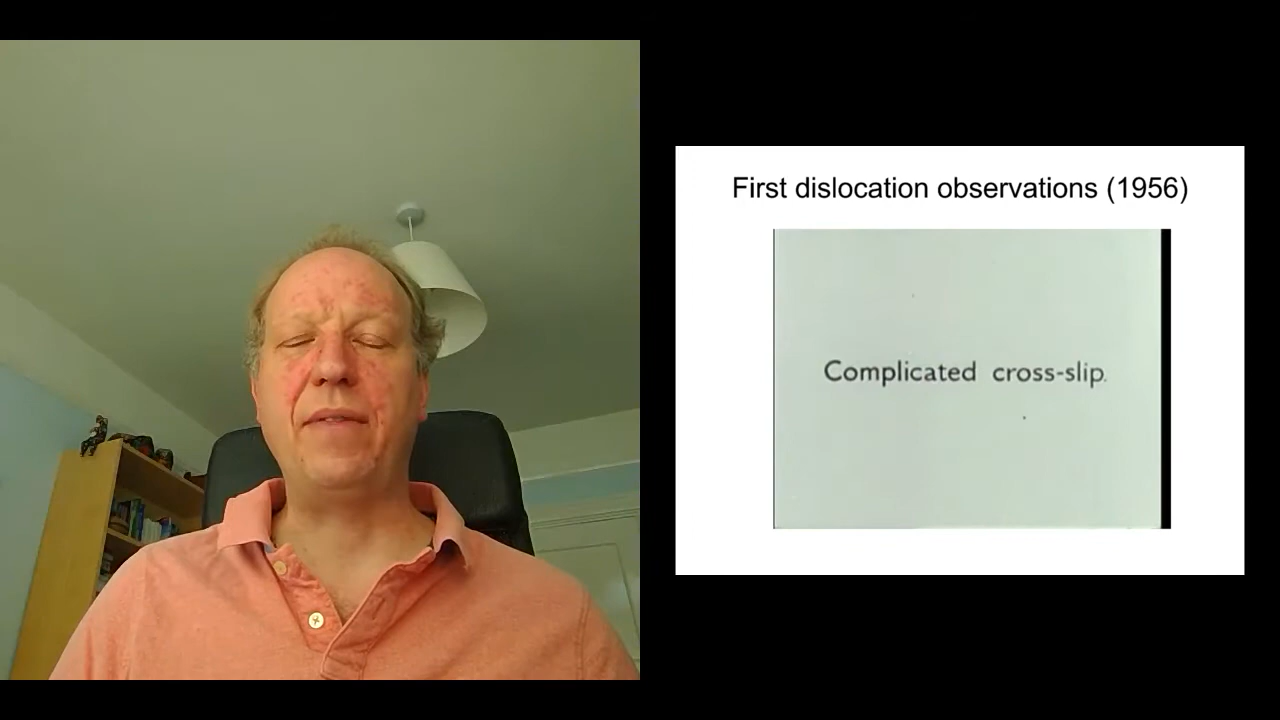 First dislocation observations (1956)
Complicated cross-slip.